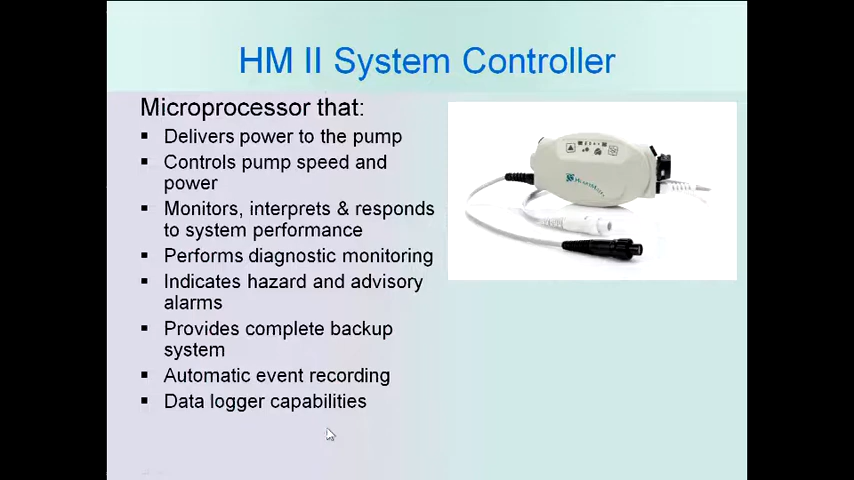 HM II System Controller
Microprocessor that:
▪ Delivers power to the pump
▪ Controls pump speed and
power
▪ Monitors, interprets & responds
to system performance
▪ Performs diagnostic monitoring
▪ Indicates hazard and advisory
alarms
▪ Provides complete backup
system
▪ Automatic event recording
▪ Data logger capabilities